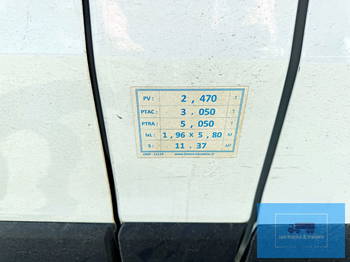 PV : 2 , 470 T
PTAC : 3 . 050 T
PTRA : 5 . 050 T
lxL : 1 , 96 x 5 , 80 M
S : 11 . 37 M²